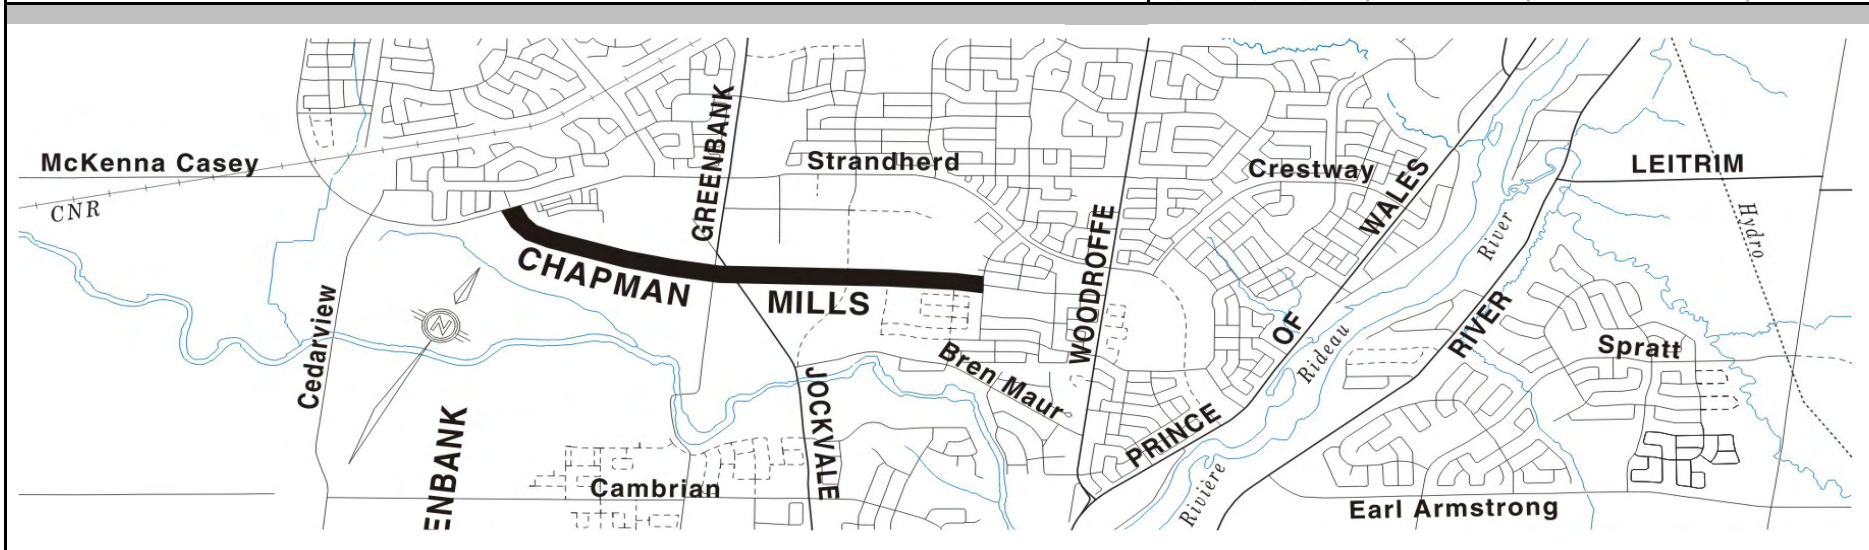 McKenna Casey
CNR
GREENBANK
Strandherd
Crestway
WALES
LEITRIM
Hydro
River
CHAPMAN
MILLS
WOODROFFE
Cedarview
N
OF
Rideau
RIVER
Spratt
Bren Maur
JOCKVALE
ENBANK
PRINCE
Cambrian
Rivière
Earl Armstrong